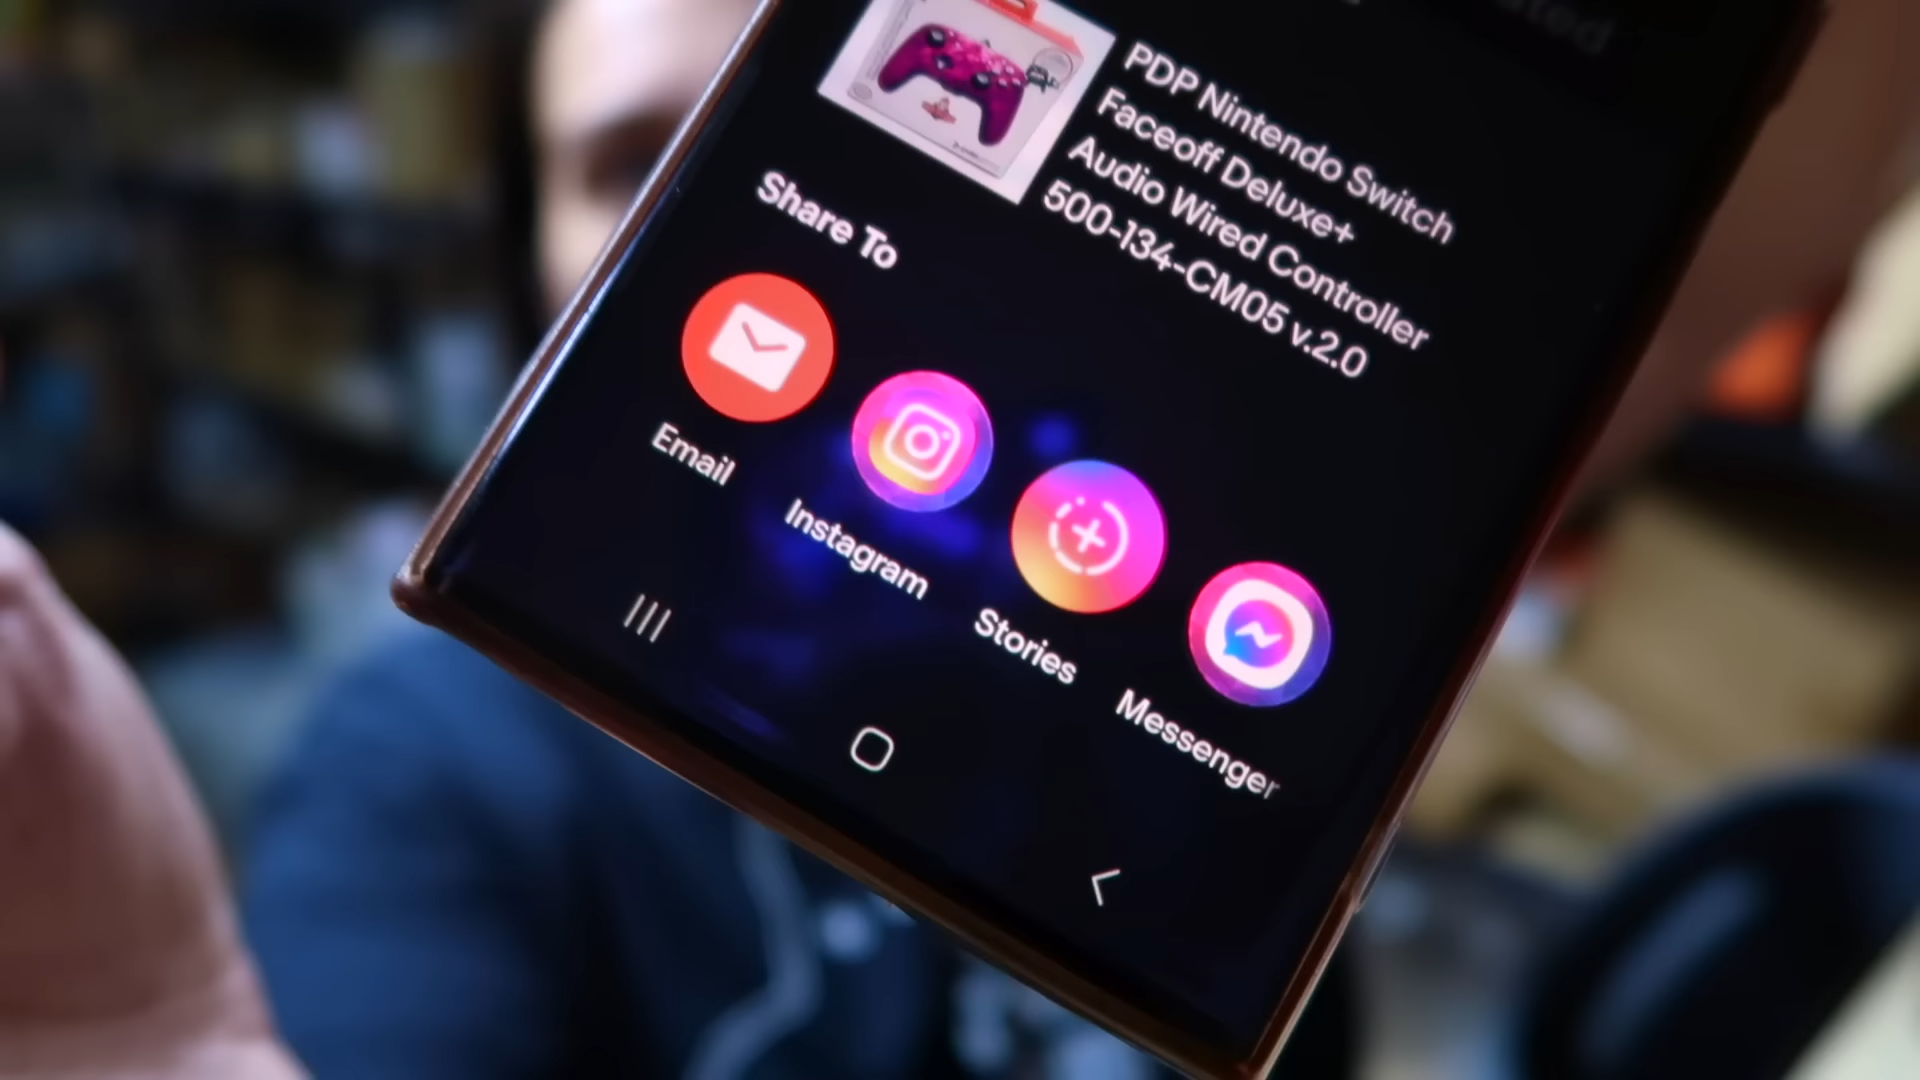 PDP Nintendo Switch
Faceoff Deluxe+
Audio Wired Controller
500-134-CM05 v.2.0
Share To
Email
Instagram
Stories
Messenger